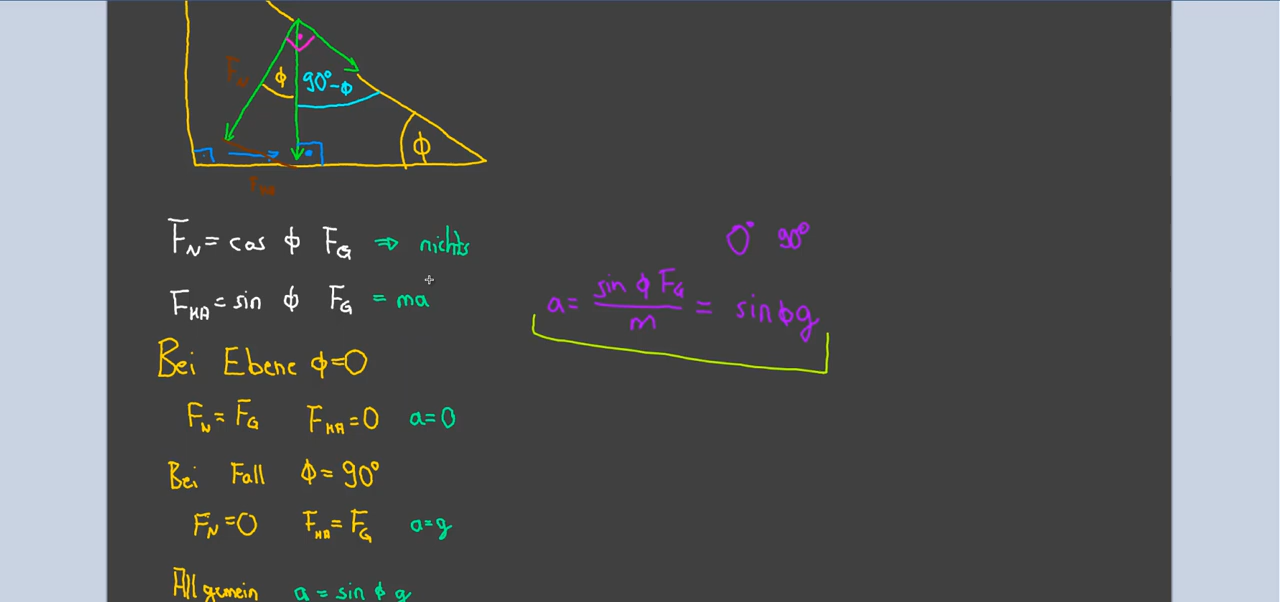 F_N
ϕ
90°-ϕ
ϕ
F_N = cos ϕ F_G ⇒ nichts
F_HA = sin ϕ F_G = ma
0° 90°
a = sin ϕ F_G / m = sin ϕ g
Bei Ebene ϕ=0
F_N = F_G F_HA = 0 a=0
Bei Fall ϕ = 90°
F_N = 0 F_HA = F_G a=g
Allgemein a = sin ϕ g